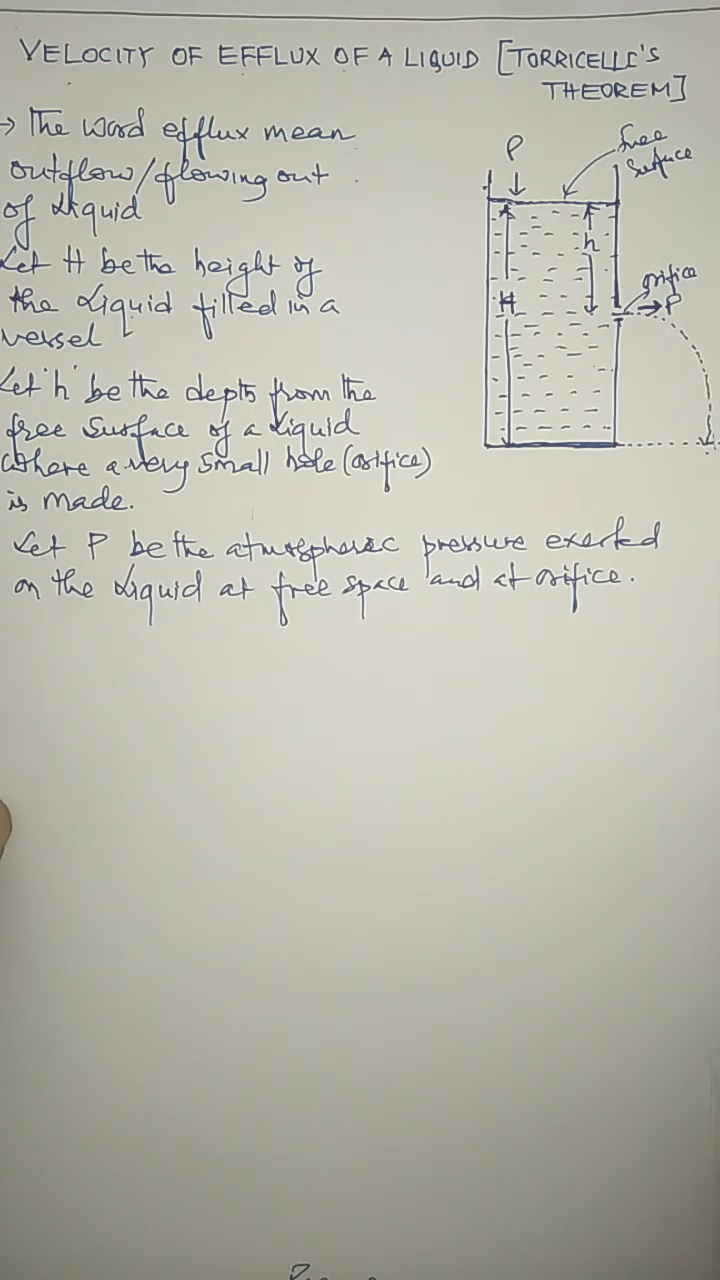 VELOCITY OF EFFLUX OF A LIQUID [TORRICELLI'S
THEOREM]
→ The word efflux mean
outflow/flowing out
of Liquid
Let H be the height of
the Liquid filled in a
vessel
Let 'h' be the depth from the
free surface of a Liquid
where a very small hole (orifice)
is made.
Let P be the atmospheric pressure exerted
on the Liquid at free space and at orifice.
P
free
surface
h
H
orifice
P